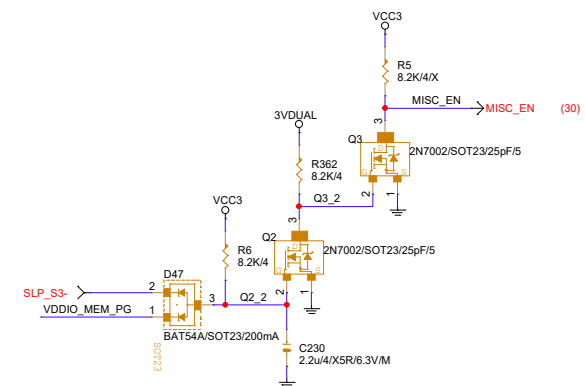 VCC3
R5
8.2K/4/X
MISC_EN
MISC_EN (30)
3
Q3
D
2N7002/SOT23/25pF/5
G
S
2
1
3VDUAL
R362
8.2K/4
Q3_2
3
Q2
D
2N7002/SOT23/25pF/5
G
S
2
1
VCC3
R6
8.2K/4
D47
SLP_S3-
2
VDDIO_MEM_PG
1
3
Q2_2
BAT54A/SOT23/200mA
SOT23
C230
2.2u/4/X5R/6.3V/M